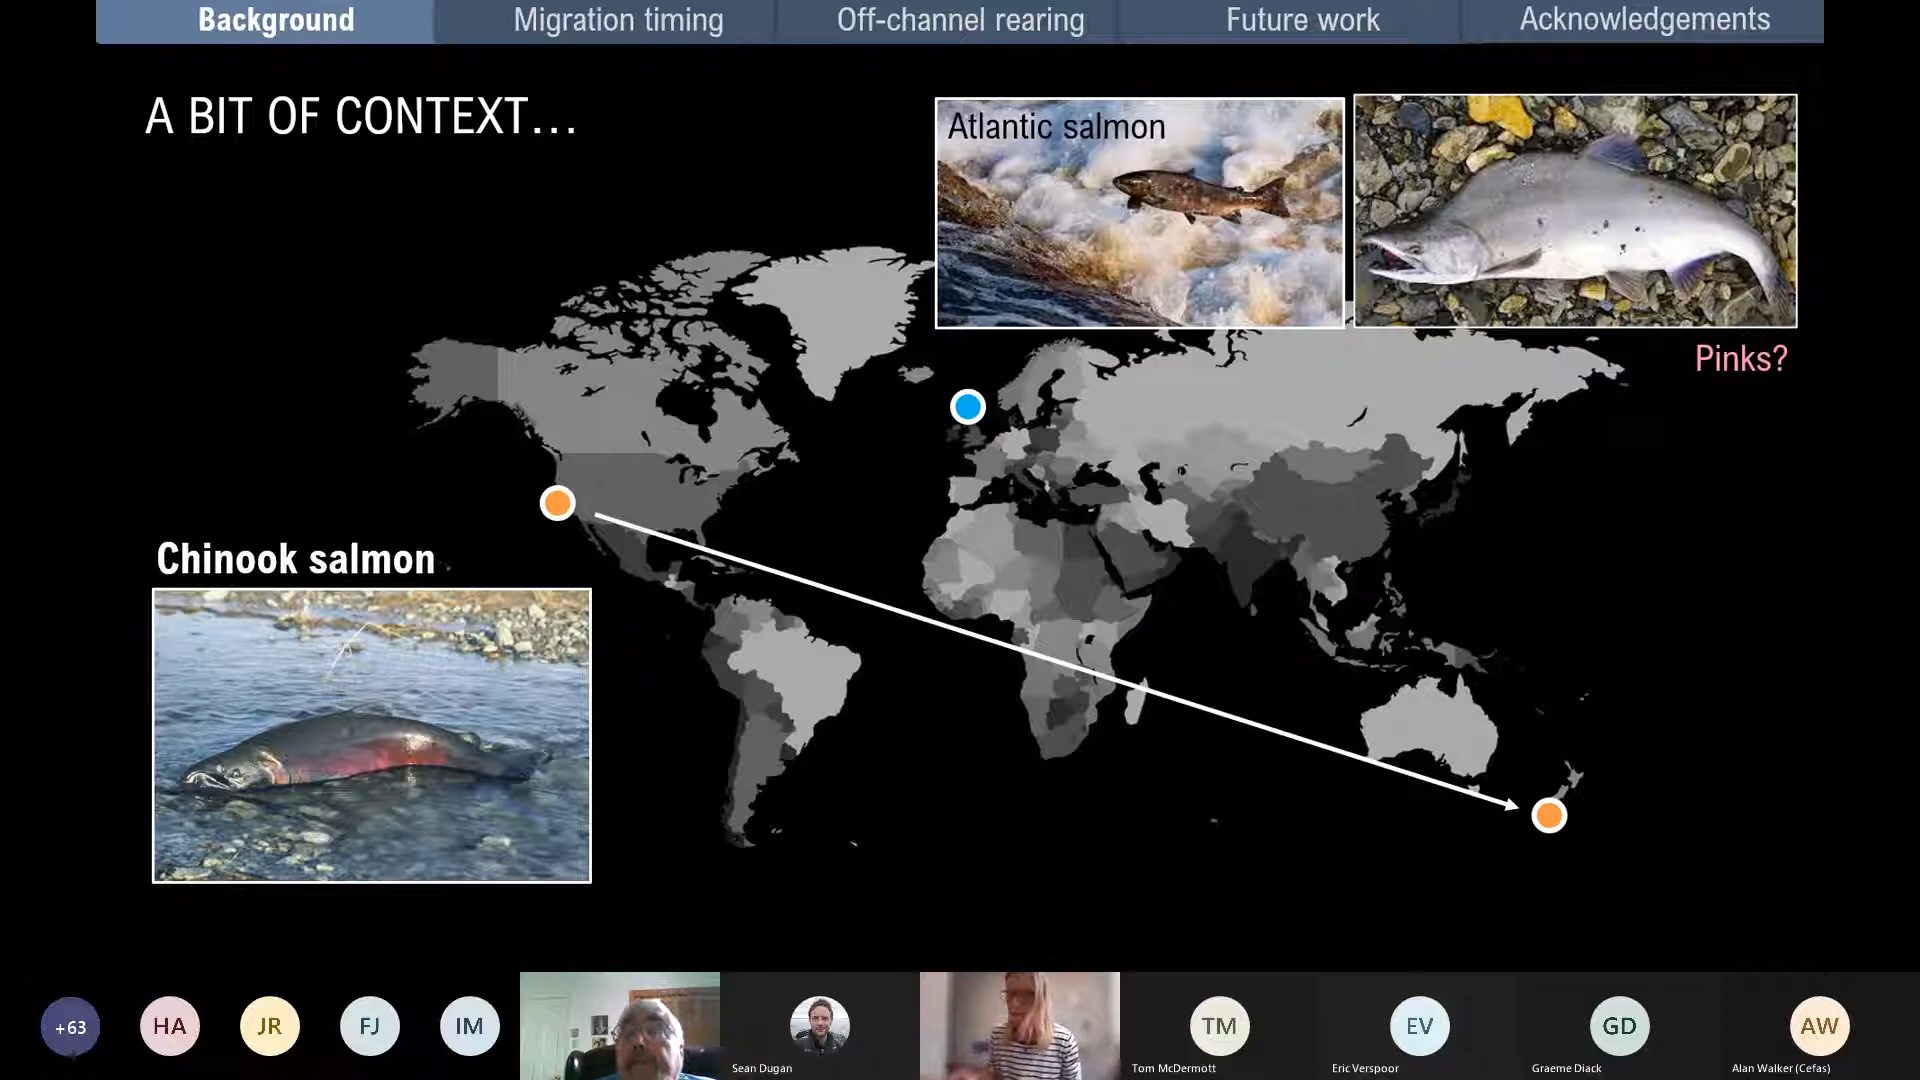 Background
Migration timing
Off-channel rearing
Future work
Acknowledgements
A BIT OF CONTEXT...
Atlantic salmon
Pinks?
Chinook salmon
+63
HA
JR
FJ
IM
Sean Dugan
TM
Tom McDermott
EV
Eric Verspoor
GD
Graeme Diack
AW
Alan Walker (Cefas)